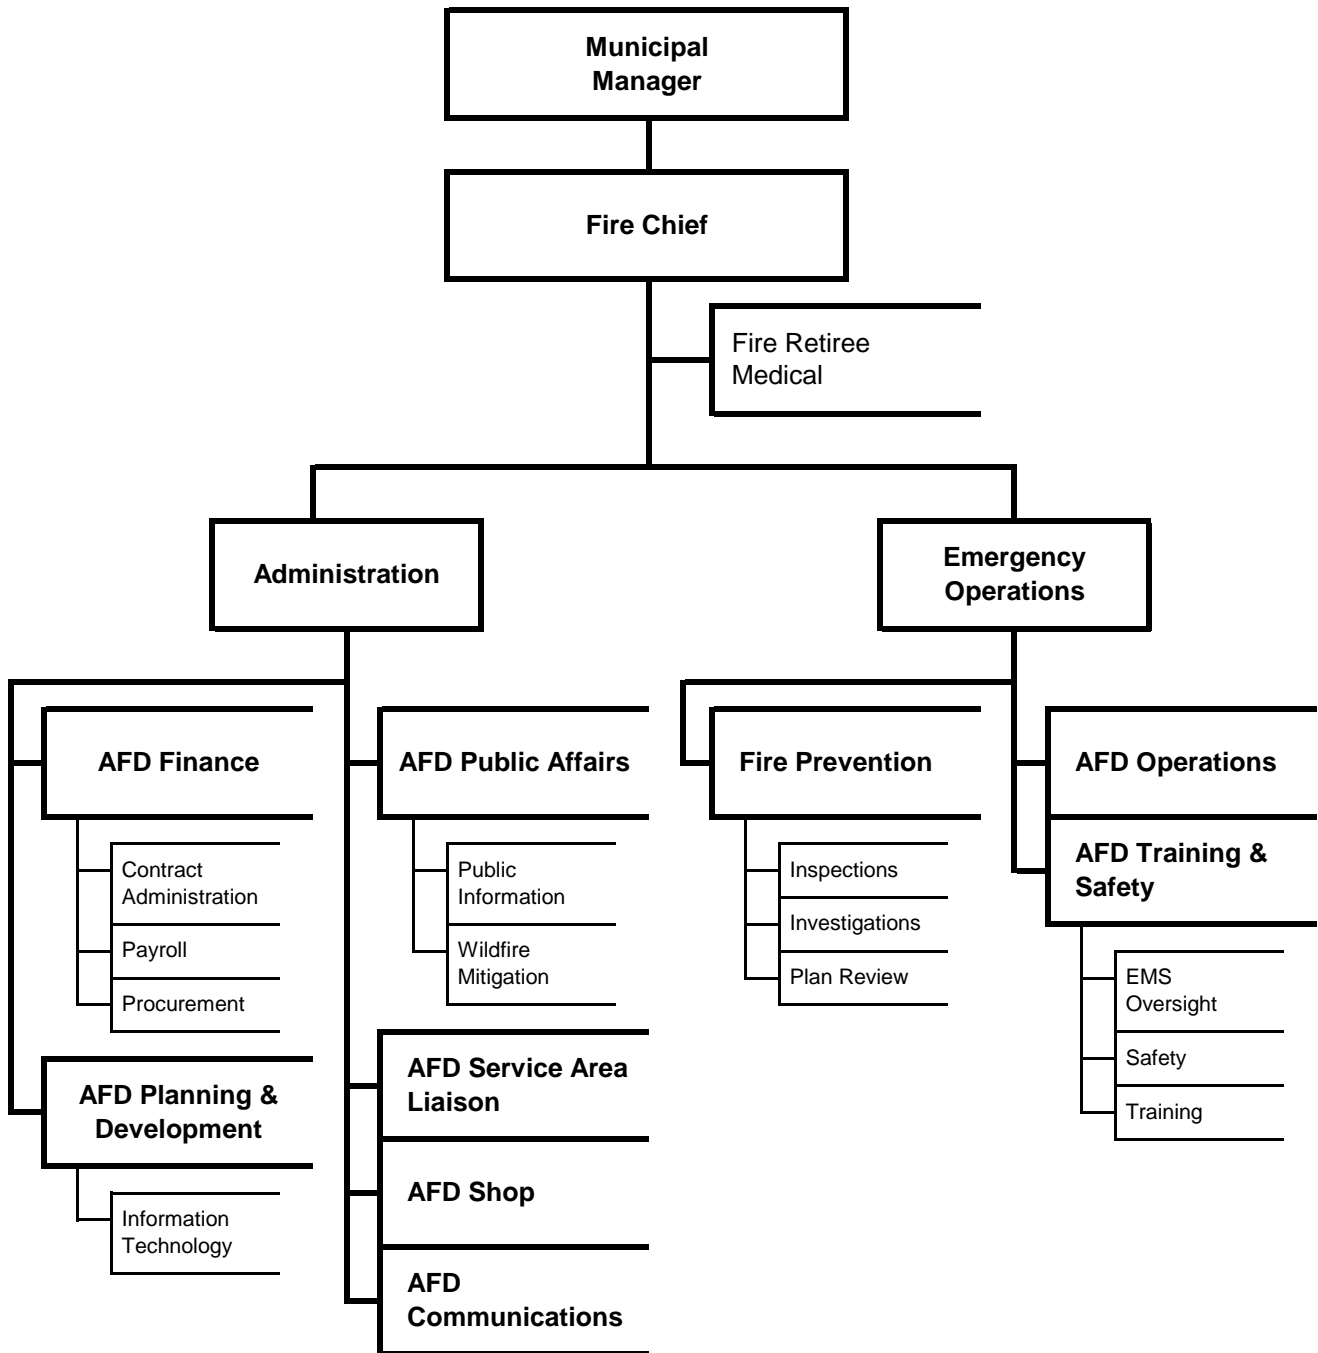 Municipal
Manager
Fire Chief
Fire Retiree
Medical
Administration
Emergency
Operations
AFD Finance
Contract
Administration
Payroll
Procurement
AFD Planning &
Development
Information
Technology
AFD Public Affairs
Public
Information
Wildfire
Mitigation
AFD Service Area
Liaison
AFD Shop
AFD
Communications
Fire Prevention
Inspections
Investigations
Plan Review
AFD Operations
AFD Training &
Safety
EMS
Oversight
Safety
Training